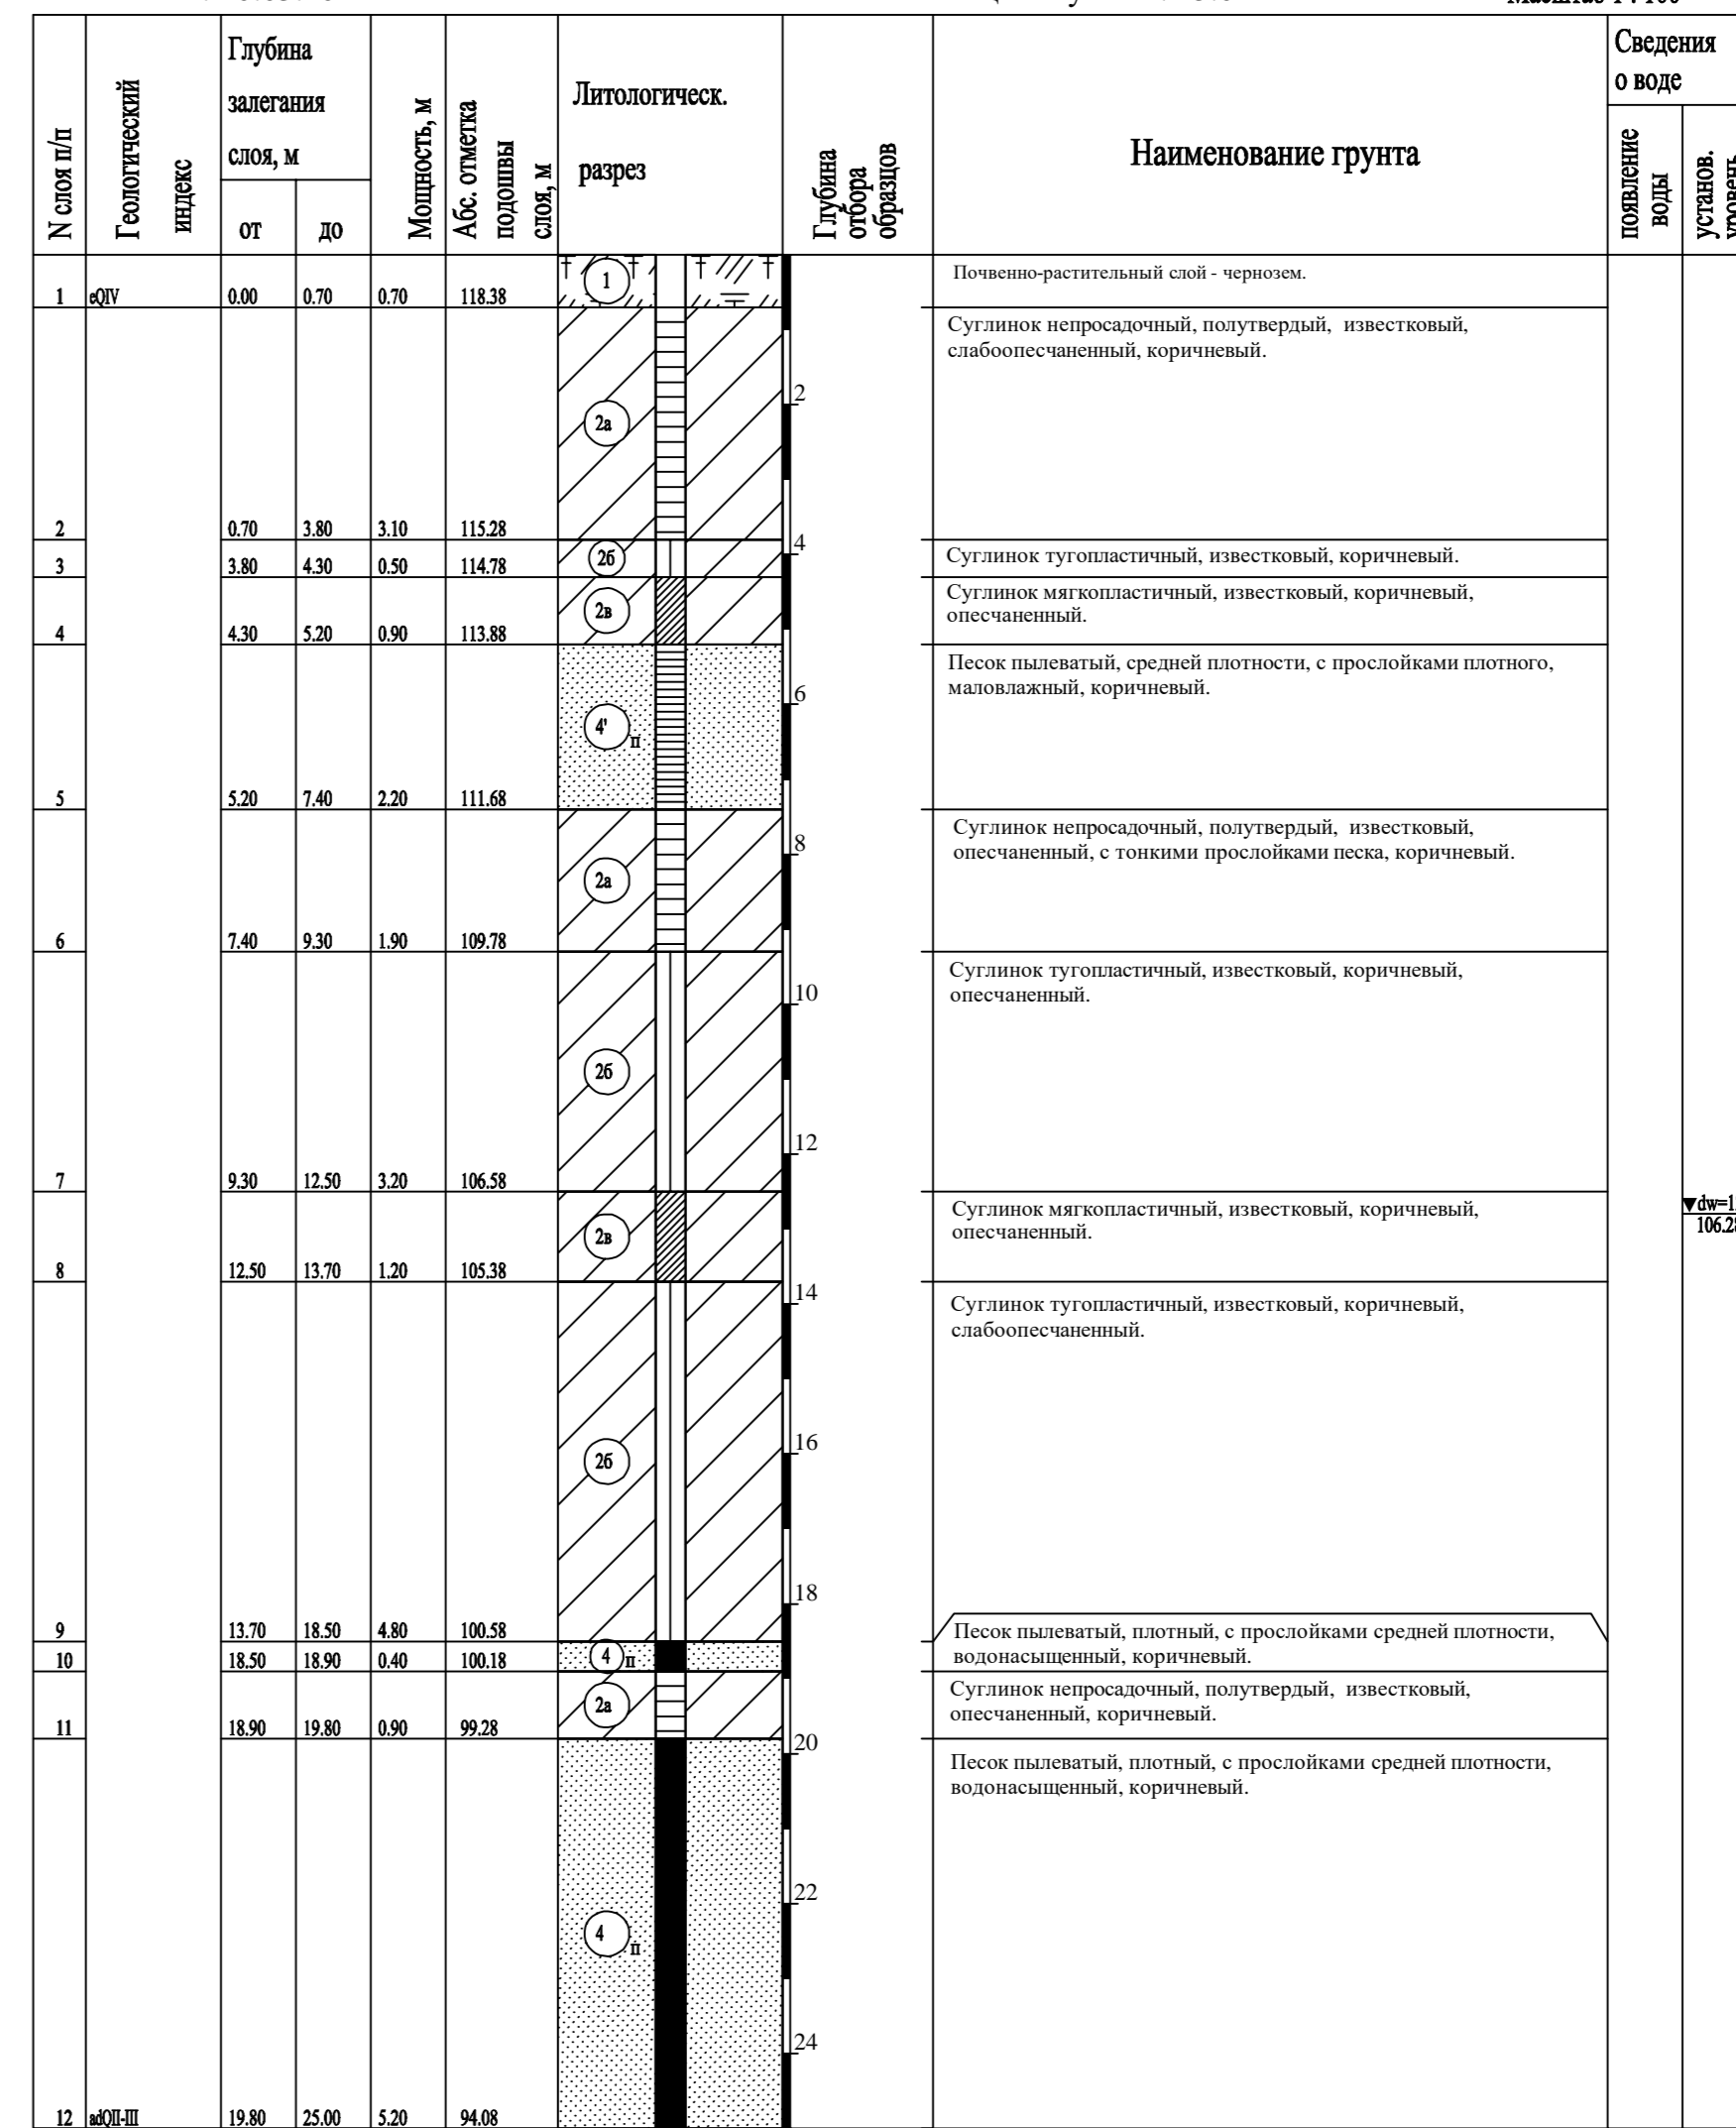 Масштаб 1 : 100
N слоя п/п
Геологический
индекс
Глубина
залегания
слоя, м
от
до
Мощность, м
Абс. отметка
подошвы
слоя, м
Литологическ.
разрез
Глубина
отбора
образцов
Наименование грунта
Сведения
о воде
появление
воды
установ.
уровень
1 eQIV 0.00 0.70 0.70 118.38 1 Почвенно-растительный слой - чернозем.
Суглинок непросадочный, полутвердый, известковый,
слабоопесчаненный, коричневый.
2
2а
2 0.70 3.80 3.10 115.28
4
3 3.80 4.30 0.50 114.78 2б Суглинок тугопластичный, известковый, коричневый.
Суглинок мягкопластичный, известковый, коричневый,
опесчаненный.
2в
4 4.30 5.20 0.90 113.88
Песок пылеватый, средней плотности, с прослойками плотного,
маловлажный, коричневый.
6
4' п
5 5.20 7.40 2.20 111.68
Суглинок непросадочный, полутвердый, известковый,
опесчаненный, с тонкими прослойками песка, коричневый.
8
2а
6 7.40 9.30 1.90 109.78
Суглинок тугопластичный, известковый, коричневый,
опесчаненный.
10
2б
12
7 9.30 12.50 3.20 106.58
Суглинок мягкопластичный, известковый, коричневый,
опесчаненный.
dw=1
106.28
2в
8 12.50 13.70 1.20 105.38
14
Суглинок тугопластичный, известковый, коричневый,
слабоопесчаненный.
16
2б
18
9 13.70 18.50 4.80 100.58
Песок пылеватый, плотный, с прослойками средней плотности,
водонасыщенный, коричневый.
10 18.50 18.90 0.40 100.18 4 п
Суглинок непросадочный, полутвердый, известковый,
опесчаненный, коричневый.
2а
11 18.90 19.80 0.90 99.28
20
Песок пылеватый, плотный, с прослойками средней плотности,
водонасыщенный, коричневый.
22
4 п
24
12 adQII-III 19.80 25.00 5.20 94.08